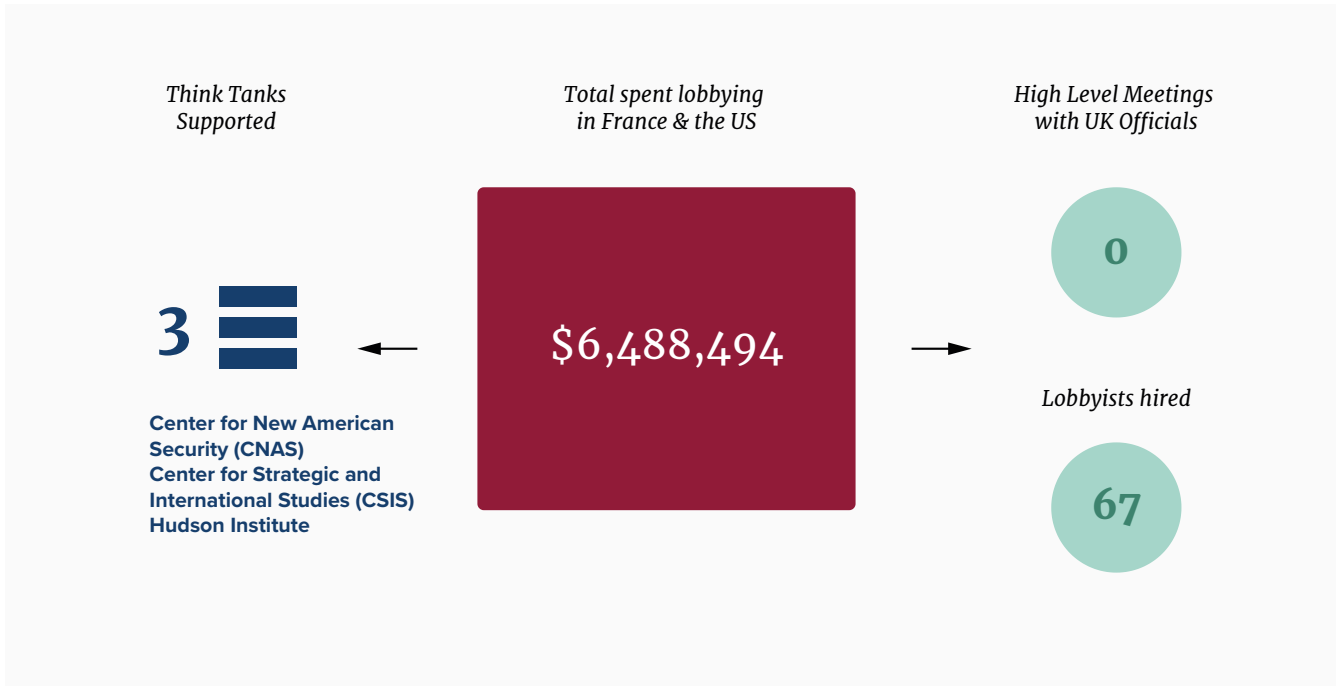 Think Tanks
Supported
3
Center for New American
Security (CNAS)
Center for Strategic and
International Studies (CSIS)
Hudson Institute
Total spent lobbying
in France & the US
$6,488,494
High Level Meetings
with UK Officials
0
Lobbyists hired
67